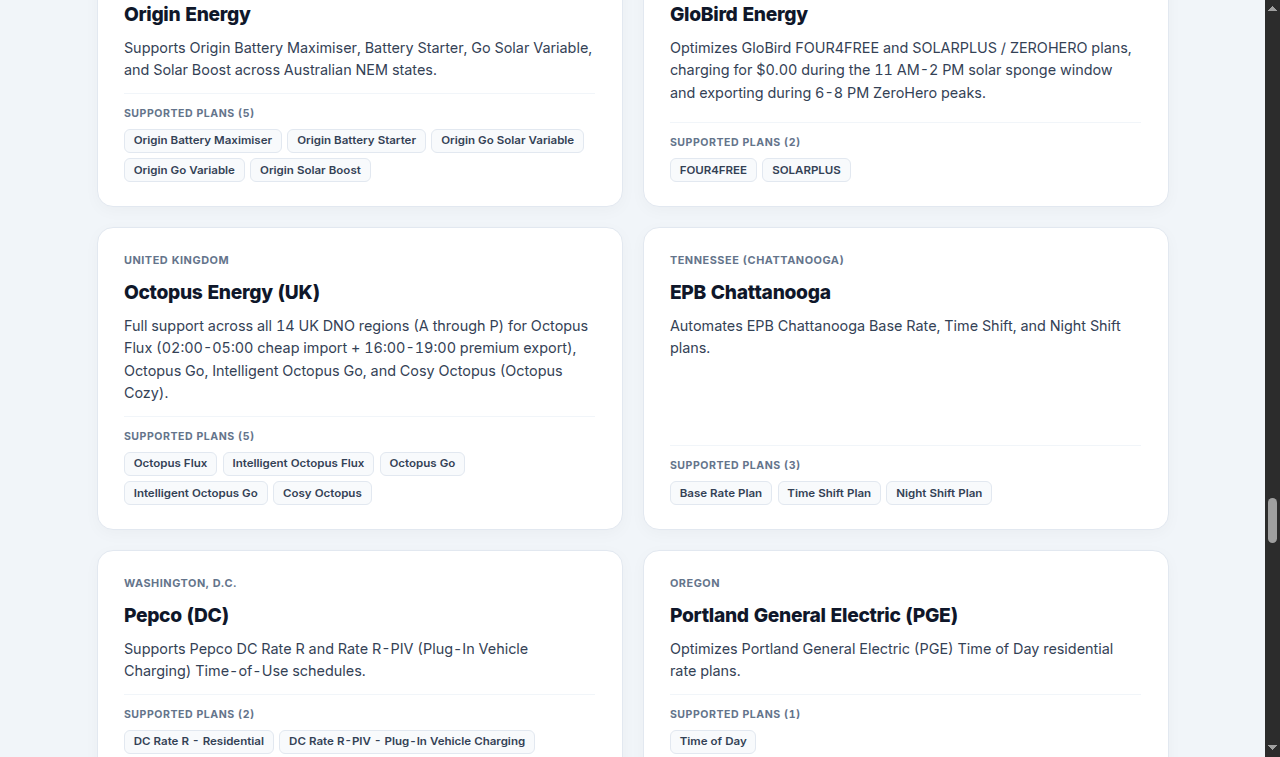 Origin Energy
Supports Origin Battery Maximiser, Battery Starter, Go Solar Variable,
and Solar Boost across Australian NEM states.
SUPPORTED PLANS (5)
Origin Battery Maximiser
Origin Battery Starter
Origin Go Solar Variable
Origin Go Variable
Origin Solar Boost
GloBird Energy
Optimizes GloBird FOUR4FREE and SOLARPLUS / ZEROHERO plans,
charging for $0.00 during the 11 AM-2 PM solar sponge window
and exporting during 6-8 PM ZeroHero peaks.
SUPPORTED PLANS (2)
FOUR4FREE
SOLARPLUS
UNITED KINGDOM
Octopus Energy (UK)
Full support across all 14 UK DNO regions (A through P) for Octopus
Flux (02:00-05:00 cheap import + 16:00-19:00 premium export),
Octopus Go, Intelligent Octopus Go, and Cosy Octopus (Octopus
Cozy).
SUPPORTED PLANS (5)
Octopus Flux
Intelligent Octopus Flux
Octopus Go
Intelligent Octopus Go
Cosy Octopus
TENNESSEE (CHATTANOOGA)
EPB Chattanooga
Automates EPB Chattanooga Base Rate, Time Shift, and Night Shift
plans.
SUPPORTED PLANS (3)
Base Rate Plan
Time Shift Plan
Night Shift Plan
WASHINGTON, D.C.
Pepco (DC)
Supports Pepco DC Rate R and Rate R-PIV (Plug-In Vehicle
Charging) Time-of-Use schedules.
SUPPORTED PLANS (2)
DC Rate R - Residential
DC Rate R-PIV - Plug-In Vehicle Charging
OREGON
Portland General Electric (PGE)
Optimizes Portland General Electric (PGE) Time of Day residential
rate plans.
SUPPORTED PLANS (1)
Time of Day